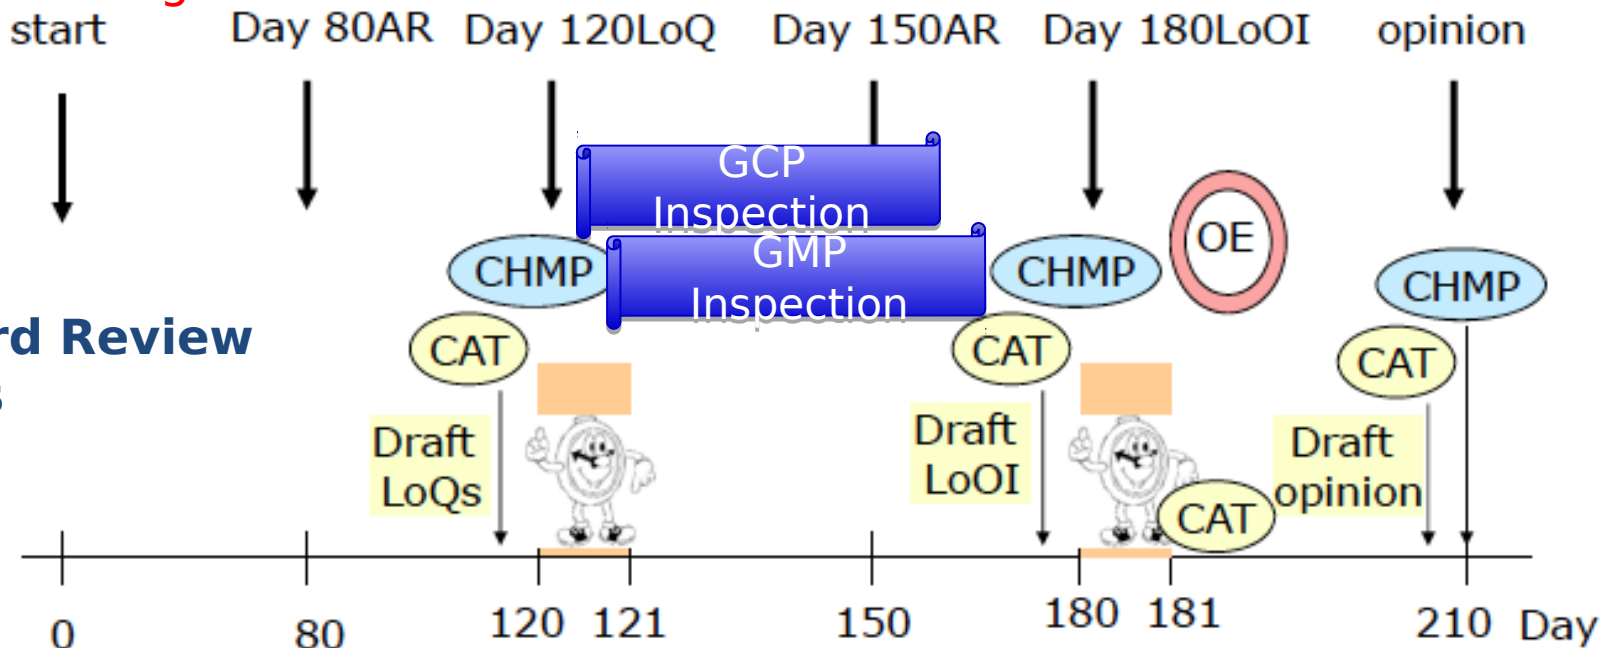 start
Day 80AR
Day 120LoQ
Day 150AR
Day 180LoOI
opinion
GCP
Inspection
GMP
Inspection
OE
CHMP
CHMP
CHMP
rd Review
CAT
CAT
CAT
Draft
LoQs
Draft
LoOI
Draft
opinion
CAT
0
80
120
121
150
180
181
210
Day